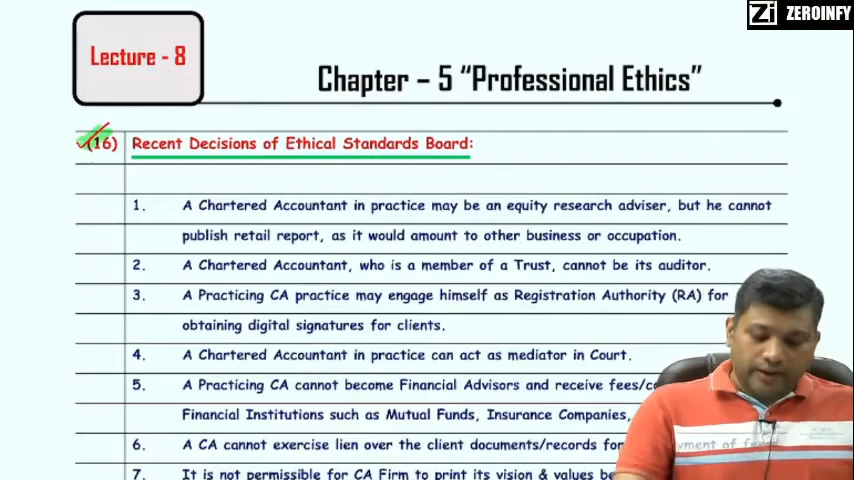 Zi ZEROINFY
Lecture - 8
Chapter – 5 “Professional Ethics”
(16) Recent Decisions of Ethical Standards Board:
1. A Chartered Accountant in practice may be an equity research adviser, but he cannot
publish retail report, as it would amount to other business or occupation.
2. A Chartered Accountant, who is a member of a Trust, cannot be its auditor.
3. A Practicing CA practice may engage himself as Registration Authority (RA) for
obtaining digital signatures for clients.
4. A Chartered Accountant in practice can act as mediator in Court.
5. A Practicing CA cannot become Financial Advisors and receive fees/
Financial Institutions such as Mutual Funds, Insurance Companies,
6. A CA cannot exercise lien over the client documents/records for
7. It is not permissible for CA Firm to print its vision & values